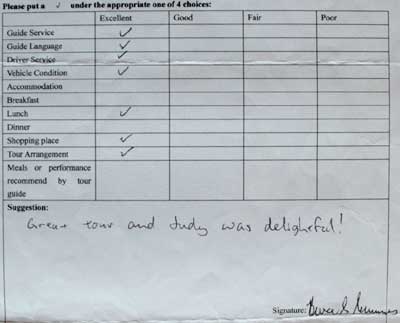 Please put a ✓ under the appropriate one of 4 choices:
Excellent Good Fair Poor
Guide Service ✓
Guide Language ✓
Driver Service ✓
Vehicle Condition ✓
Accommodation
Breakfast
Lunch ✓
Dinner
Shopping place ✓
Tour Arrangement ✓
Meals or performance
recommend by tour
guide
Suggestion:
Great tour and Judy was delightful!
Signature: